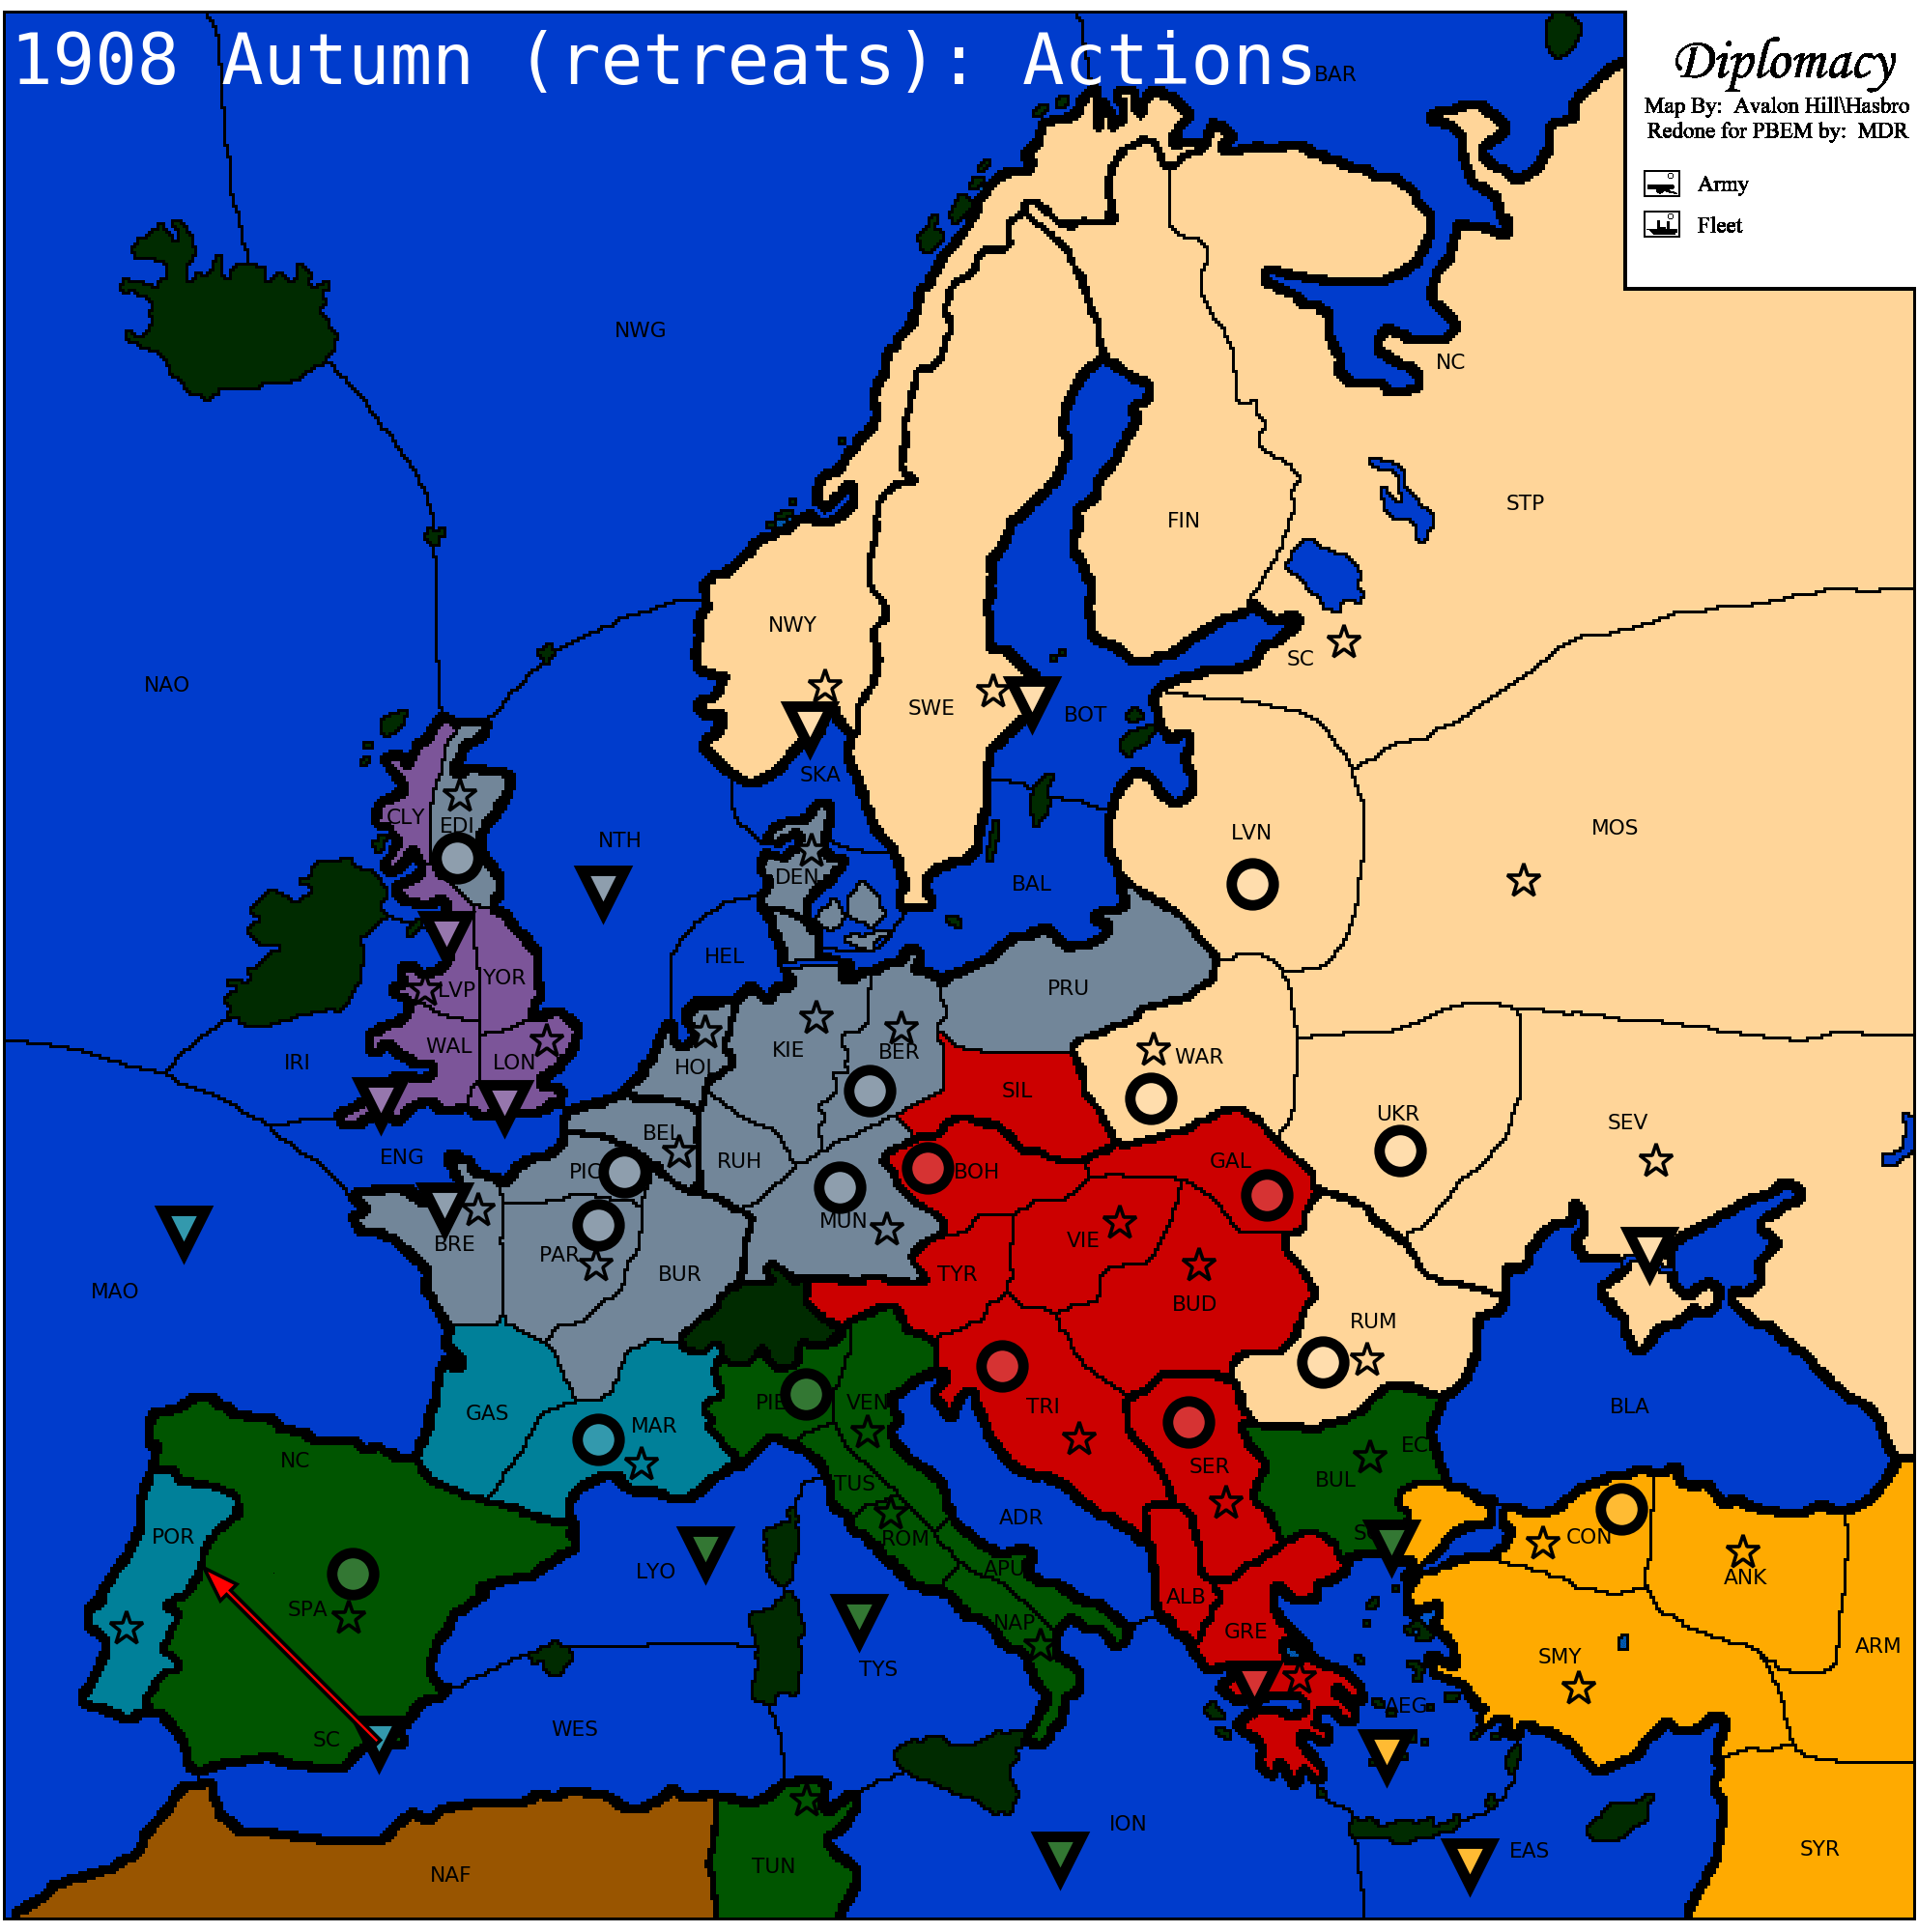 1908 Autumn (retreats): Actions
Diplomacy
Map By: Avalon Hill\Hasbro
Redone for PBEM by: MDR
Army
Fleet
BAR
NWG
NC
STP
FIN
NAO
NWY
SWE
BOT
SC
SKA
CLY
EDI
NTH
LVN
MOS
DEN
BAL
HEL
PRU
YOR
LVP
IRI
WAL
LON
HOL
KIE
BER
WAR
SIL
UKR
SEV
ENG
BEL
PIC
RUH
BOH
GAL
MUN
BRE
PAR
BUR
TYR
VIE
BUD
MAO
RUM
PIE
VEN
TRI
BLA
GAS
MAR
NC
EC
SER
BUL
TUS
POR
ROM
ADR
SC
CON
LYO
APU
ANK
ALB
SPA
NAP
GRE
SMY
ARM
TYS
AEG
SC
WES
ION
EAS
SYR
NAF
TUN